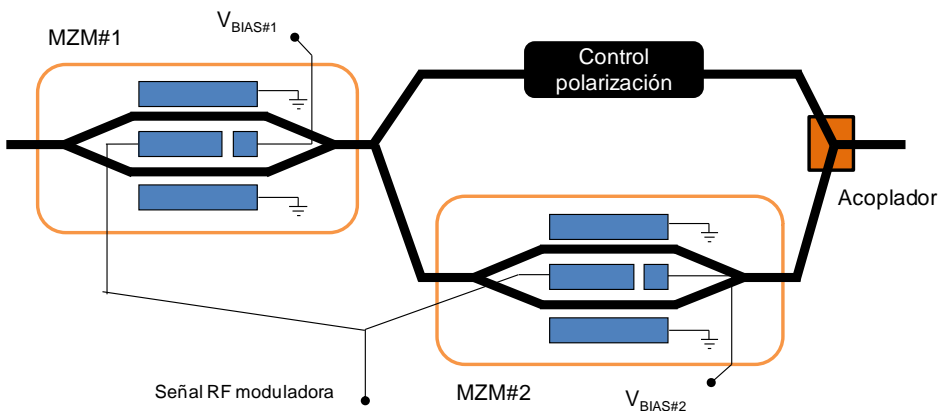 V_BIAS#1
MZM#1
Control
polarización
Acoplador
Señal RF moduladora
MZM#2
V_BIAS#2